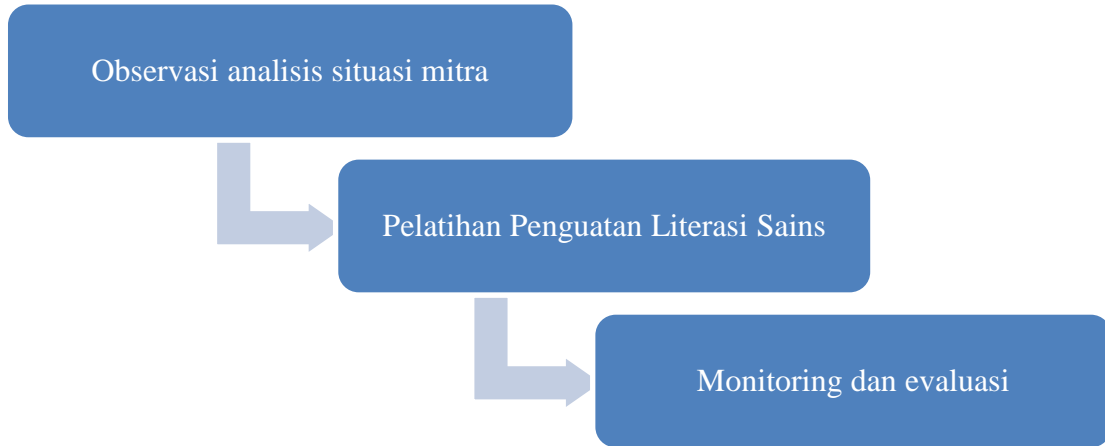 Observasi analisis situasi mitra
Pelatihan Penguatan Literasi Sains
Monitoring dan evaluasi